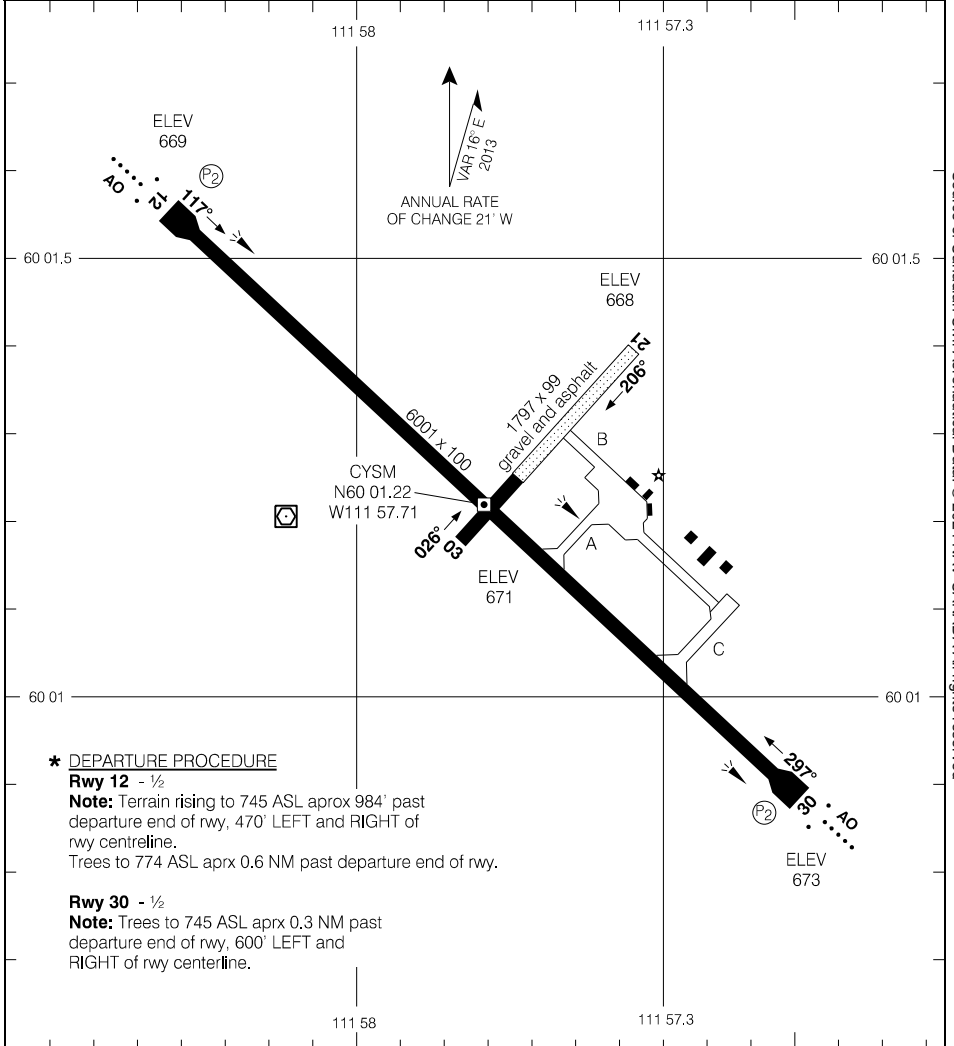 111 58
111 57.3
ELEV
669
P2
AO
12
117°
VAR 16° E
2013
ANNUAL RATE
OF CHANGE 21' W
60 01.5
60 01.5
ELEV
668
21
206°
1797 x 99
gravel and asphalt
6001 x 100
B
CYSM
N60 01.22
W111 57.71
026°
03
A
ELEV
671
C
60 01
60 01
297°
30
P2
AO
ELEV
673
* DEPARTURE PROCEDURE
Rwy 12 - ½
Note: Terrain rising to 745 ASL aprox 984' past
departure end of rwy, 470' LEFT and RIGHT of
rwy centreline.
Trees to 774 ASL aprx 0.6 NM past departure end of rwy.
Rwy 30 - ½
Note: Trees to 745 ASL aprx 0.3 NM past
departure end of rwy, 600' LEFT and
RIGHT of rwy centerline.
111 58
111 57.3